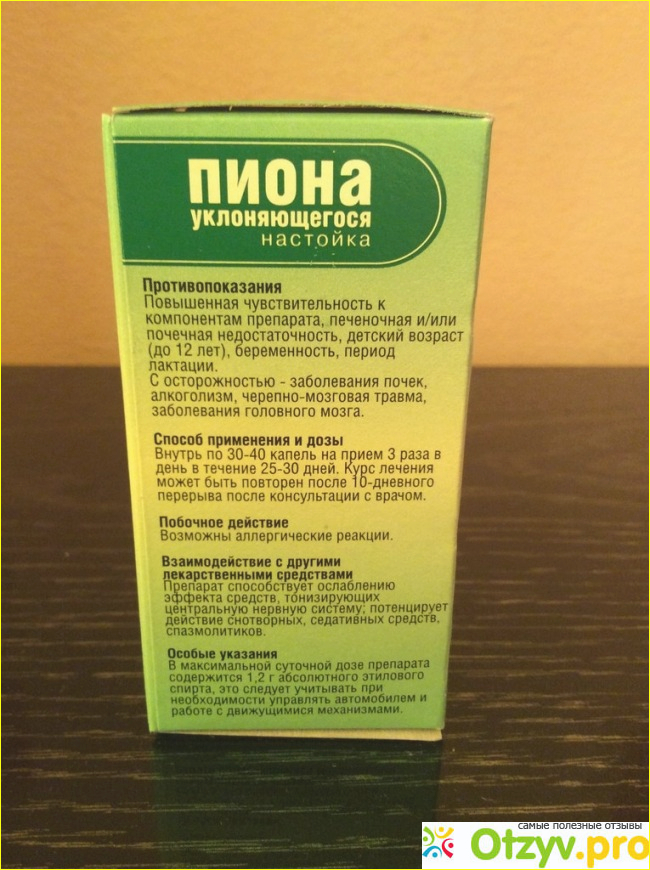 ПИОНА
уклоняющегося
настойка
Противопоказания
Повышенная чувствительность к
компонентам препарата, печеночная и/или
почечная недостаточность, детский возраст
(до 12 лет), беременность, период
лактации.
С осторожностью - заболевания почек,
алкоголизм, черепно-мозговая травма,
заболевания головного мозга.
Способ применения и дозы
Внутрь по 30-40 капель на прием 3 раза в
день в течение 25-30 дней. Курс лечения
может быть повторен после 10-дневного
перерыва после консультации с врачом.
Побочное действие
Возможны аллергические реакции.
Взаимодействие с другими
лекарственными средствами
Препарат способствует ослаблению
эффекта средств, тонизирующих
центральную нервную систему; потенцирует
действие снотворных, седативных средств,
спазмолитиков.
Особые указания
В максимальной суточной дозе препарата
содержится 1,2 г абсолютного этилового
спирта, это следует учитывать при
необходимости управлять автомобилем и
работе с движущимися механизмами.
самые полезные отзывы
Otzyv.pro